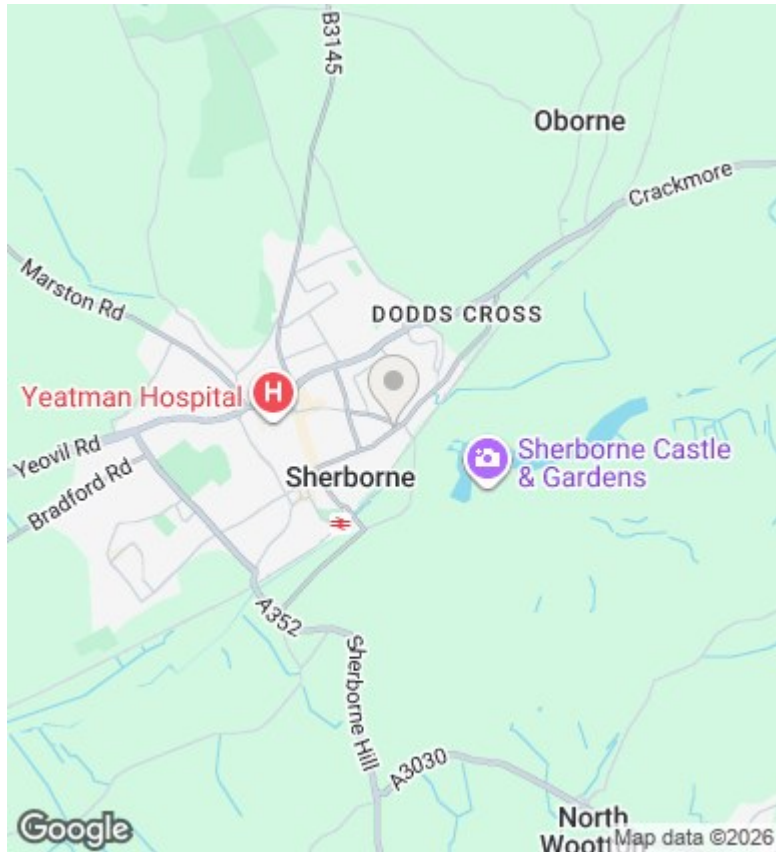 B3145
Oborne
Crackmore
Marston Rd
DODDS CROSS
Yeatman Hospital
H
Yeovil Rd
Bradford Rd
Sherborne
Sherborne Castle
& Gardens
A352
Sherborne Hill
A3030
North
Google
Map data ©2026